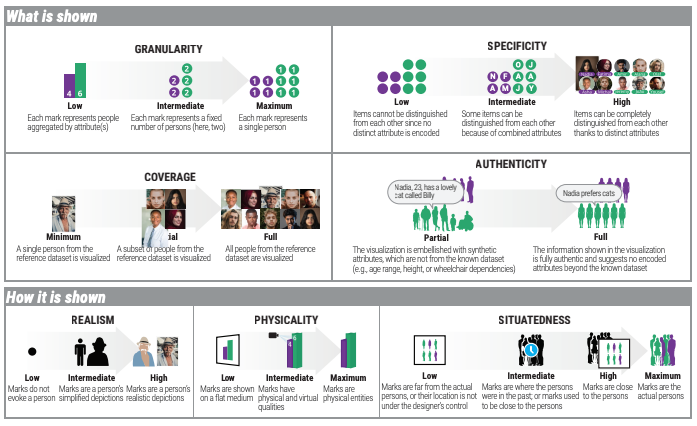 What is shown
GRANULARITY
4 6
2
2 2
2 2
1 1
1 1 1
1 1 1 1
Low
Intermediate
Maximum
Each mark represents people
aggregated by attribute(s)
Each mark represents a fixed
number of persons (here, two)
Each mark represents
a single person
SPECIFICITY
O J
N F A A
A M J Y
Low
Intermediate
High
Items cannot be distinguished
from each other since no
distinct attribute is encoded
Some items can be
distinguished from each other
because of combined attributes
Items can be completely
distinguished from each other
thanks to distinct attributes
COVERAGE
Minimum
ial
Full
A single person from the
reference dataset is visualized
A subset of people from the
reference dataset is visualized
All people from the reference
dataset are visualized
AUTHENTICITY
Nadia, 23, has a lovely
cat called Billy
Nadia prefers cats
Partial
Full
The visualization is embellished with synthetic
attributes, which are not from the known dataset
(e.g., age range, height, or wheelchair dependencies)
The information shown in the visualization
is fully authentic and suggests no encoded
attributes beyond the known dataset
How it is shown
REALISM
Low
Intermediate
High
Marks do not
evoke a person
Marks are a person's
simplified depictions
Marks are a person's
realistic depictions
PHYSICALITY
4 6
Low
Intermediate
Maximum
Marks are shown
on a flat medium
Marks have
physical and virtual
qualities
Marks are
physical entities
SITUATEDNESS
Low
Intermediate
High
Maximum
Marks are far from the actual
persons, or their location is not
under the designer's control
Marks are where the persons
were in the past, or marks used
to be close to the persons
Marks are close
to the persons
Marks are the
actual persons